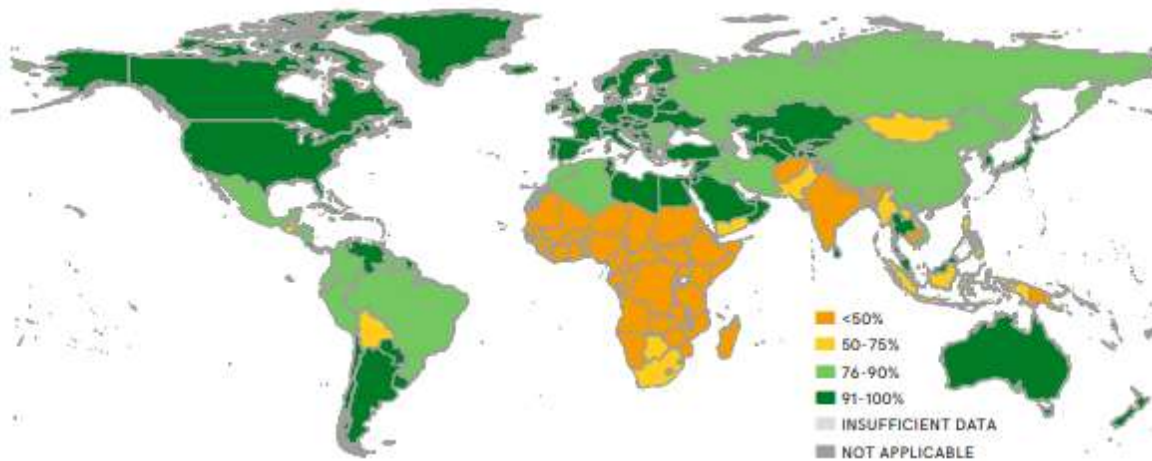 <50%
50-75%
76-90%
91-100%
INSUFFICIENT DATA
NOT APPLICABLE